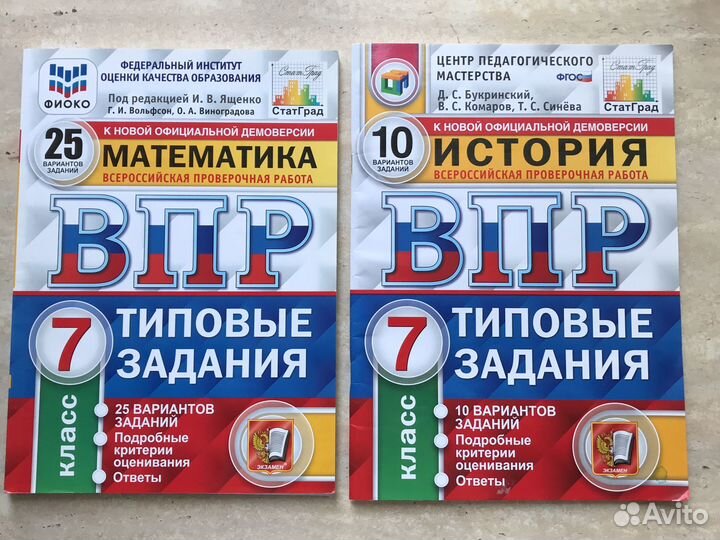 ФЕДЕРАЛЬНЫЙ ИНСТИТУТ
ОЦЕНКИ КАЧЕСТВА ОБРАЗОВАНИЯ
ФИОКО
Под редакцией И. В. Ященко
Г. И. Вольфсон, О. А. Виноградова
СтатГрад
СтатГрад
25
ВАРИАНТОВ
ЗАДАНИЙ
К НОВОЙ ОФИЦИАЛЬНОЙ ДЕМОВЕРСИИ
МАТЕМАТИКА
ВСЕРОССИЙСКАЯ ПРОВЕРОЧНАЯ РАБОТА
ВПР
7
класс
ТИПОВЫЕ
ЗАДАНИЯ
25 ВАРИАНТОВ
ЗАДАНИЙ
Подробные
критерии
оценивания
Ответы
ЭКЗАМЕН
ЦЕНТР ПЕДАГОГИЧЕСКОГО
МАСТЕРСТВА
ФГОС
Д. С. Букринский,
В. С. Комаров, Т. С. Синёва
СтатГрад
СтатГрад
10
ВАРИАНТОВ
ЗАДАНИЙ
К НОВОЙ ОФИЦИАЛЬНОЙ ДЕМОВЕРСИИ
ИСТОРИЯ
ВСЕРОССИЙСКАЯ ПРОВЕРОЧНАЯ РАБОТА
ВПР
7
класс
ТИПОВЫЕ
ЗАДАНИЯ
10 ВАРИАНТОВ
ЗАДАНИЙ
Подробные
критерии
оценивания
Ответы
ЭКЗАМЕН
Avito